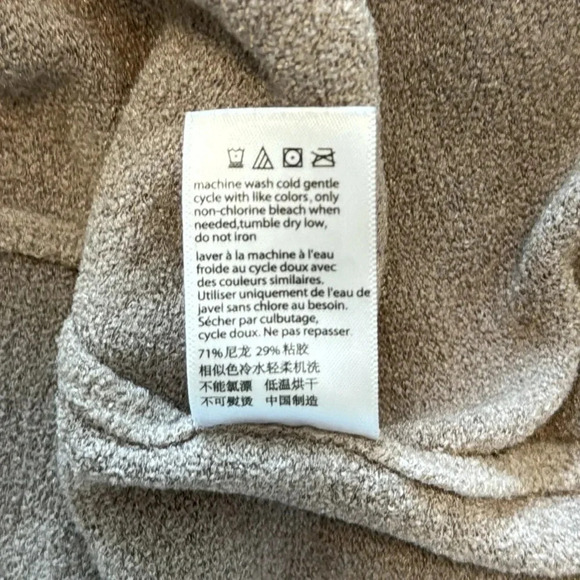 machine wash cold gentle
cycle with like colors, only
non-chlorine bleach when
needed,tumble dry low,
do not iron
laver à la machine à l'eau
froide au cycle doux avec
des couleurs similaires.
Utiliser uniquement de l'eau de
javel sans chlore au besoin.
Sécher par culbutage,
cycle doux. Ne pas repasser.
71%尼龙 29%粘胶
相似色冷水轻柔机洗
不能氯漂 低温烘干
不可熨烫 中国制造